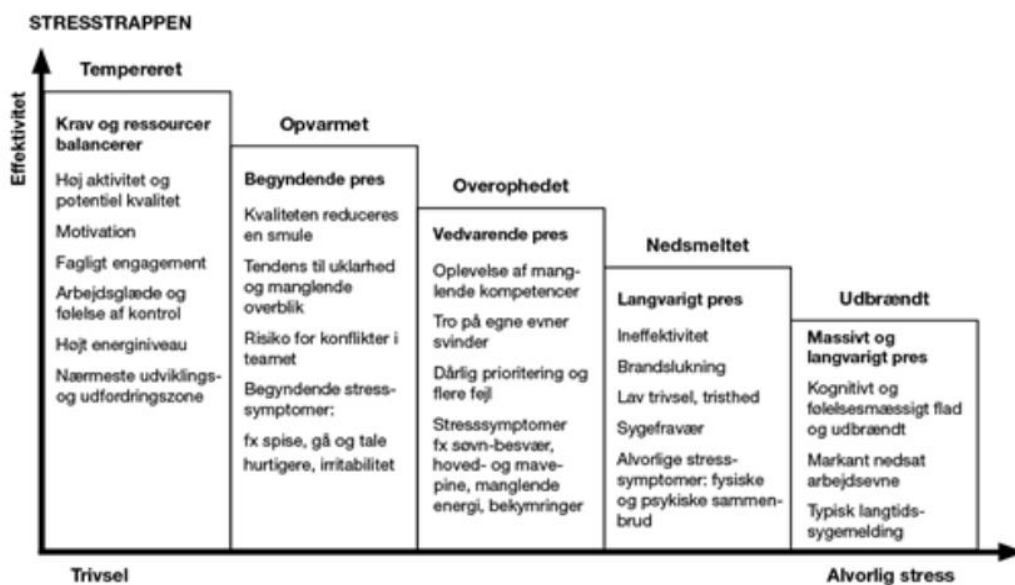 STRESSTRAPPEN
Effektivitet
Tempereret
Krav og ressourcer
balancerer
Høj aktivitet og
potentiel kvalitet
Motivation
Fagligt engagement
Arbejdsglæde og
følelse af kontrol
Højt energiniveau
Nærmeste udviklings-
og udfordringszone
Opvarmet
Begyndende pres
Kvaliteten reduceres
en smule
Tendens til uklarhed
og manglende
overblik
Risiko for konflikter i
teamet
Begyndende stress-
symptomer:
fx spise, gå og tale
hurtigere, irritabilitet
Overophedet
Vedvarende pres
Oplevelse af mang-
lende kompetencer
Tro på egne evner
svinder
Dårlig prioritering og
flere fejl
Stresssymptomer
fx søvn-besvær,
hoved- og mave-
pine, manglende
energi, bekymringer
Nedsmeltet
Langvarigt pres
Ineffektivitet
Brandslukning
Lav trivsel, tristhed
Sygefravær
Alvorlige stress-
symptomer: fysiske
og psykiske sammen-
brud
Udbrændt
Massivt og
langvarigt pres
Kognitivt og
følelsesmæssigt flad
og udbrændt
Markant nedsat
arbejdsevne
Typisk langtids-
sygemelding
Trivsel
Alvorlig stress